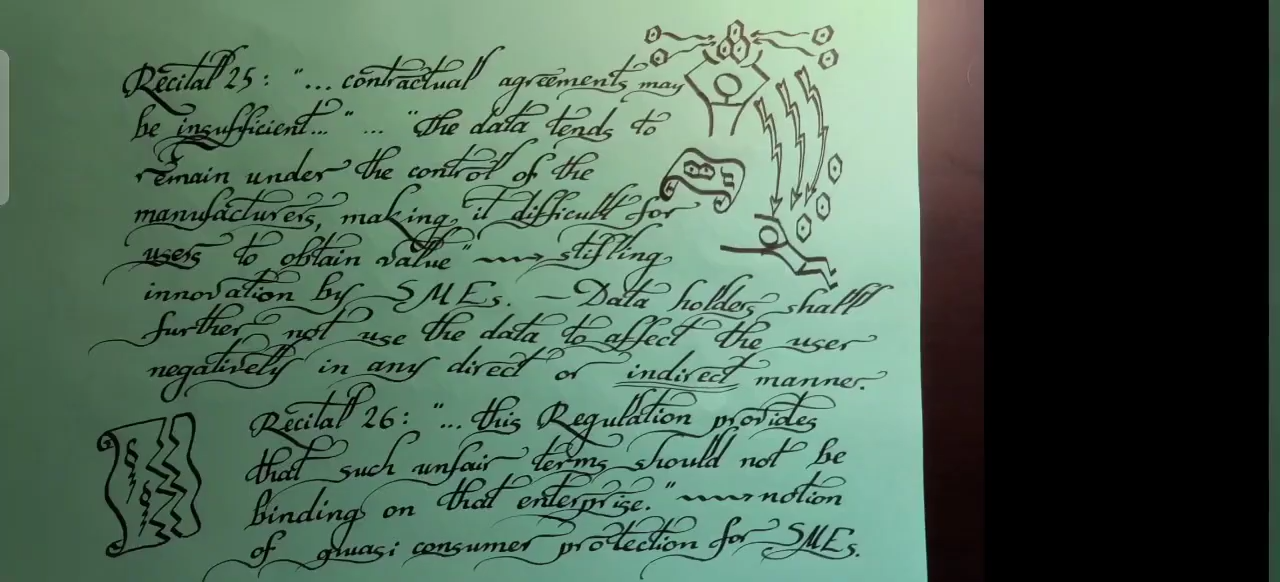 Recital 25: "... contractual agreements may
be insufficient..." ... "the data tends to
remain under the control of the
manufacturers, making it difficult for
users to obtain value" → stifling
innovation by SMEs. – Data holders shall
further not use the data to affect the user
negatively in any direct or indirect manner.
Recital 26: "... this Regulation provides
that such unfair terms should not be
binding on that enterprise." → notion
of quasi consumer protection for SMEs.